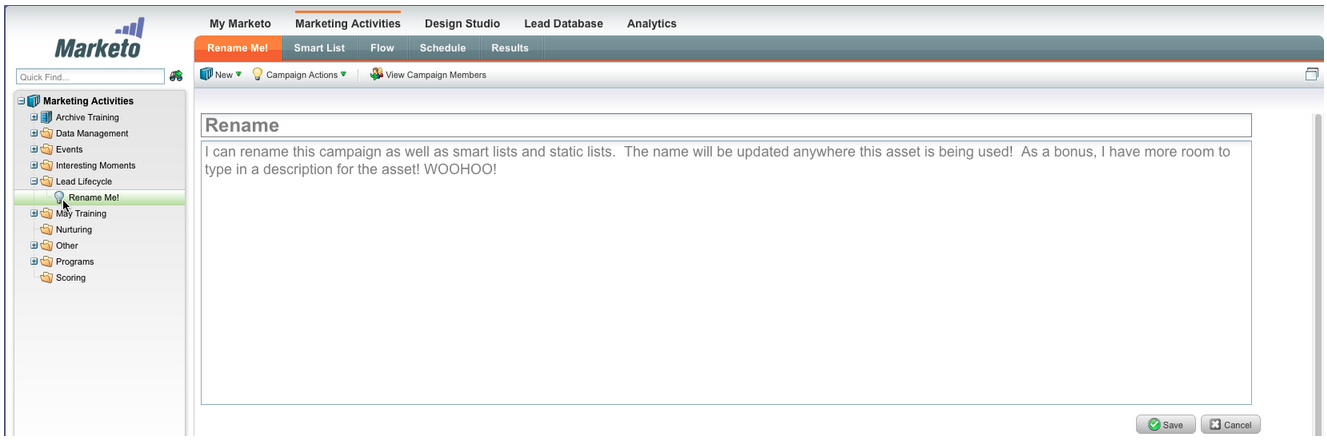 Marketo
My Marketo Marketing Activities Design Studio Lead Database Analytics
Rename Me! Smart List Flow Schedule Results
Quick Find...
New Campaign Actions View Campaign Members
Marketing Activities
Archive Training
Data Management
Events
Interesting Moments
Lead Lifecycle
Rename Me!
May Training
Nurturing
Other
Programs
Scoring
Rename
I can rename this campaign as well as smart lists and static lists.  The name will be updated anywhere this asset is being used!  As a bonus, I have more room to
type in a description for the asset! WOOHOO!
Save Cancel